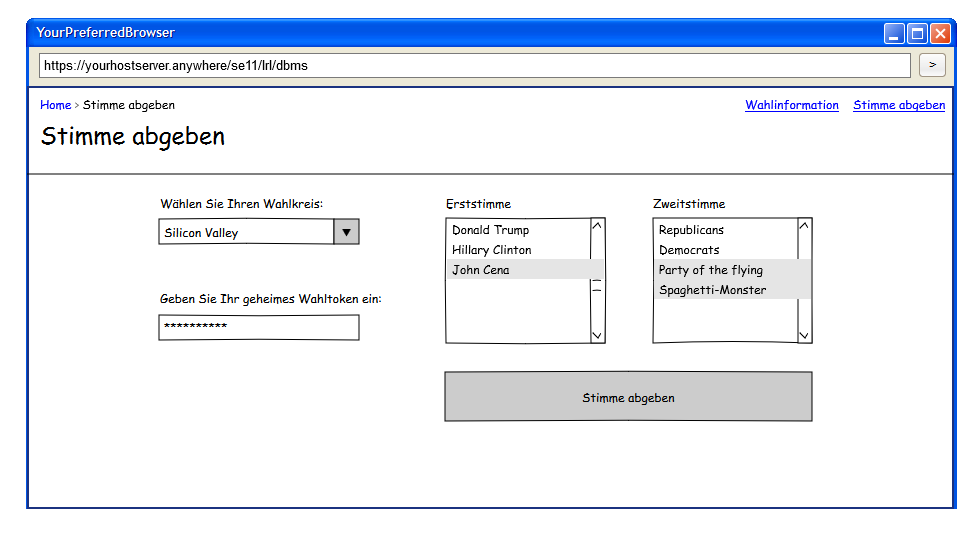 YourPreferredBrowser
https://yourhostserver.anywhere/se11/lrl/dbms
>
Home > Stimme abgeben
Wahlinformation
Stimme abgeben
Stimme abgeben
Wählen Sie Ihren Wahlkreis:
Silicon Valley
Geben Sie Ihr geheimes Wahltoken ein:
**********
Erststimme
Donald Trump
Hillary Clinton
John Cena
Zweitstimme
Republicans
Democrats
Party of the flying
Spaghetti-Monster
Stimme abgeben